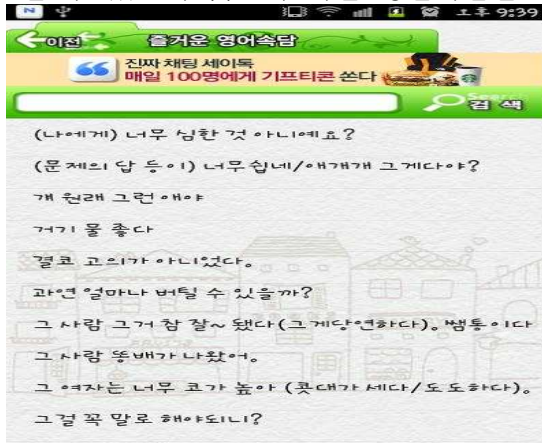 N
오후 9:39
이전
즐거운 영어속담
진짜 채팅 세이톡
매일 100명에게 기프티콘 쏜다
Search
검 색
(나에게) 너무 심한 것 아니예요?
(문제의 답 등이) 너무쉽네/애개개 그게다야?
걔 원래 그런 애야
거기 물 좋다
결코 고의가 아니었다。
과연 얼마나 버틸 수 있을까?
그 사람 그거 참 잘~ 됐다(그게당연하다)。쌤통이다
그 사람 똥배가 나왔어。
그 여자는 너무 코가 높아 (콧대가 세다/도도하다)。
그걸 꼭 말로 해야되니?